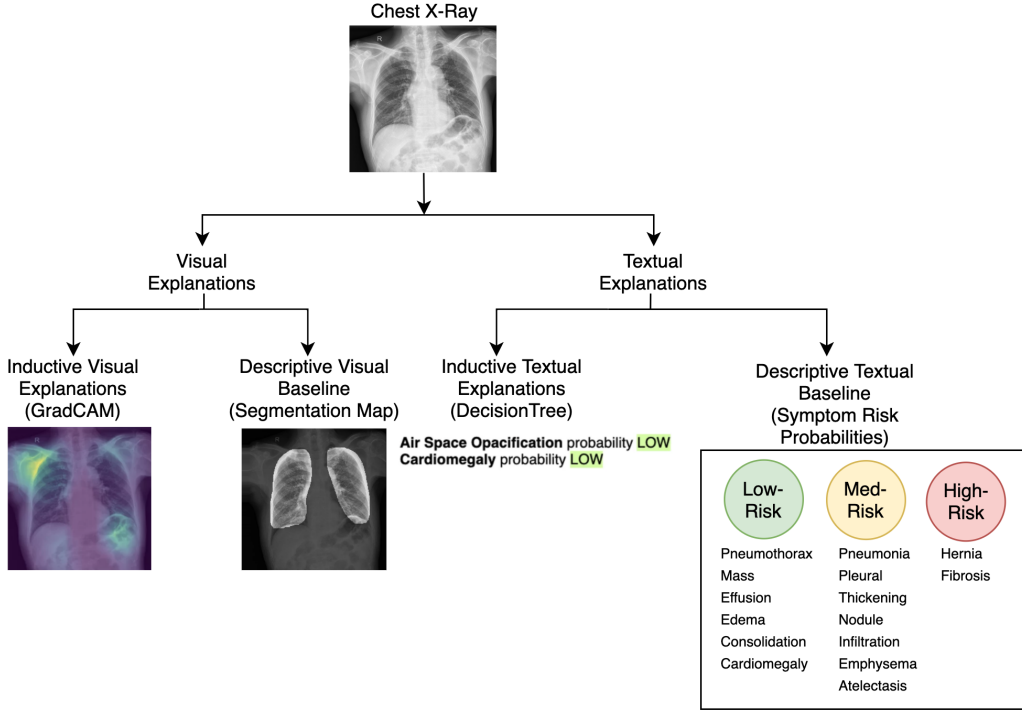 Chest X-Ray
R
Visual
Explanations
Textual
Explanations
Inductive Visual
Explanations
(GradCAM)
R
Descriptive Visual
Baseline
(Segmentation Map)
Inductive Textual
Explanations
(DecisionTree)
Air Space Opacification probability LOW
Cardiomegaly probability LOW
Descriptive Textual
Baseline
(Symptom Risk
Probabilities)
Low-
Risk
Pneumothorax
Mass
Effusion
Edema
Consolidation
Cardiomegaly
Med-
Risk
Pneumonia
Pleural
Thickening
Nodule
Infiltration
Emphysema
Atelectasis
High-
Risk
Hernia
Fibrosis